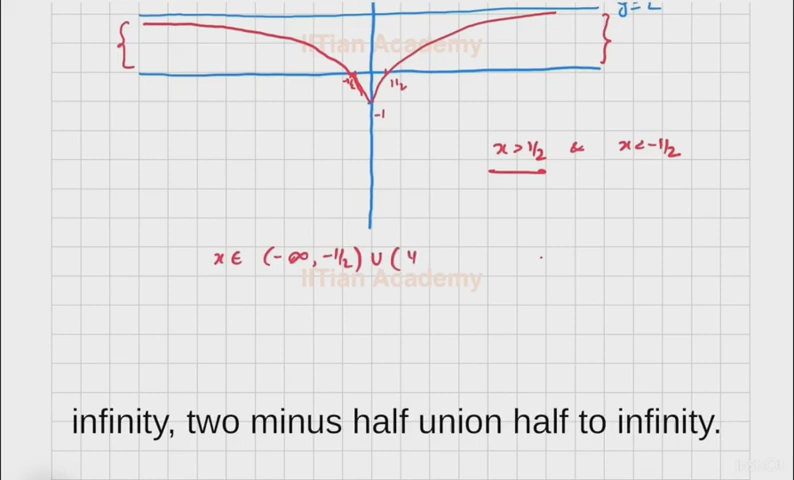 y = 2
IITian Academy
-½ 1/2
-1
x > 1/2 & x < -1/2
x ∈ (-∞, -1/2) ∪ (
IITian Academy
infinity, two minus half union half to infinity.